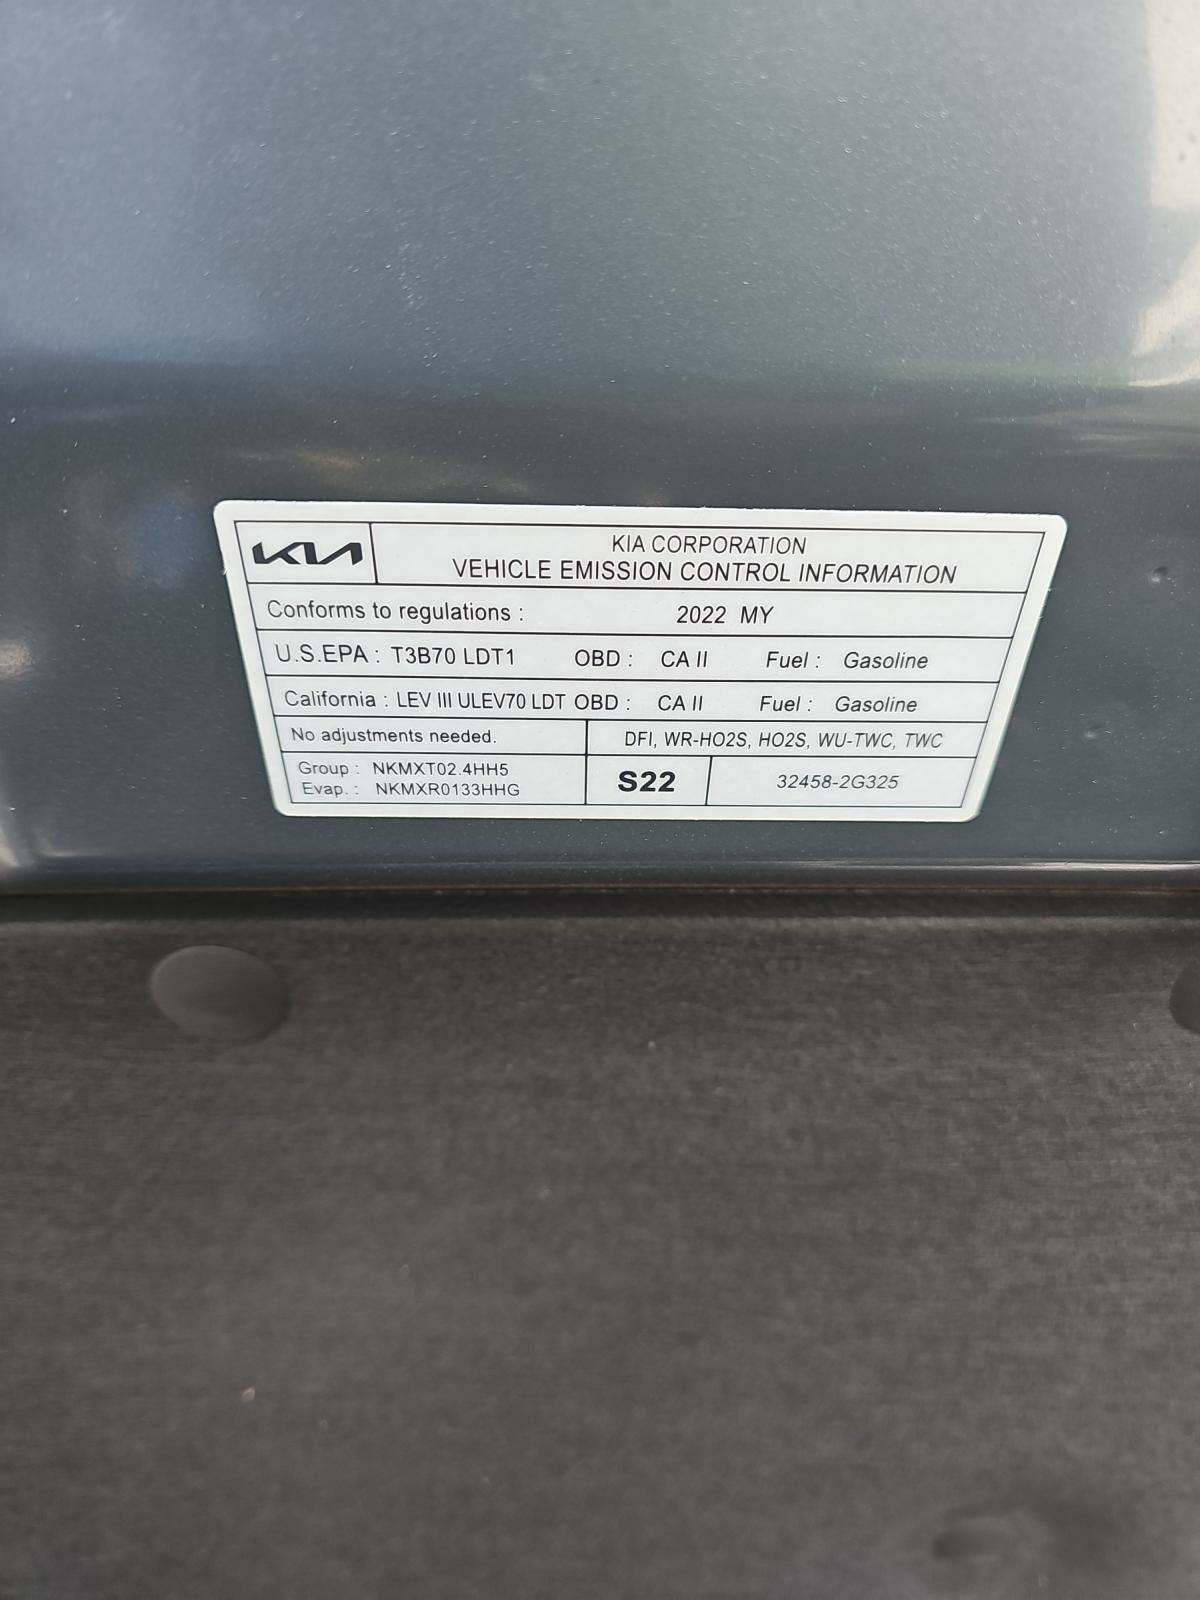 KIA KIA CORPORATION
VEHICLE EMISSION CONTROL INFORMATION
Conforms to regulations : 2022 MY
U.S.EPA : T3B70 LDT1 OBD : CA II Fuel : Gasoline
California : LEV III ULEV70 LDT OBD : CA II Fuel : Gasoline
No adjustments needed. DFI, WR-HO2S, HO2S, WU-TWC, TWC
Group : NKMXT02.4HH5
Evap. : NKMXR0133HHG
S22 32458-2G325